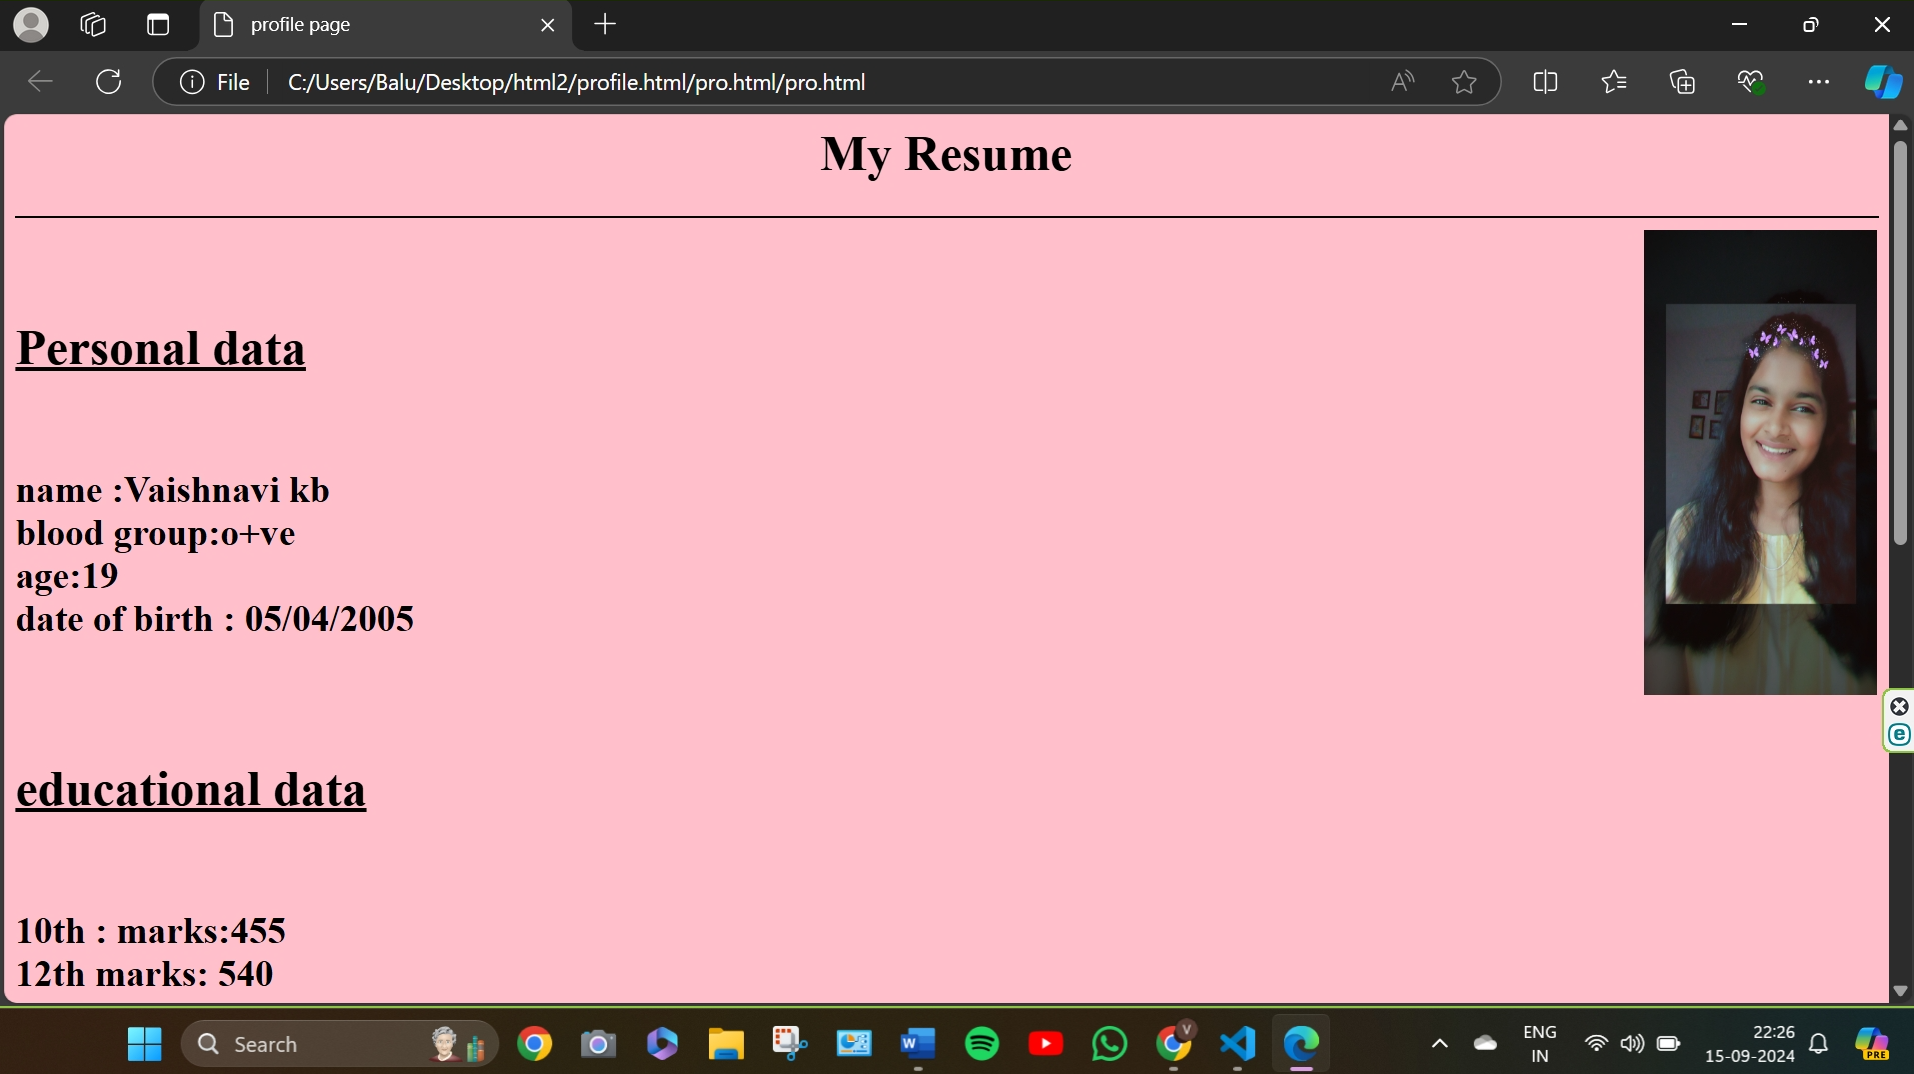 profile page
File C:/Users/Balu/Desktop/html2/profile.html/pro.html/pro.html
My Resume
Personal data
name :Vaishnavi kb
blood group:o+ve
age:19
date of birth : 05/04/2005
educational data
10th : marks:455
12th marks: 540
Search
ENG
IN
22:26
15-09-2024
PRE